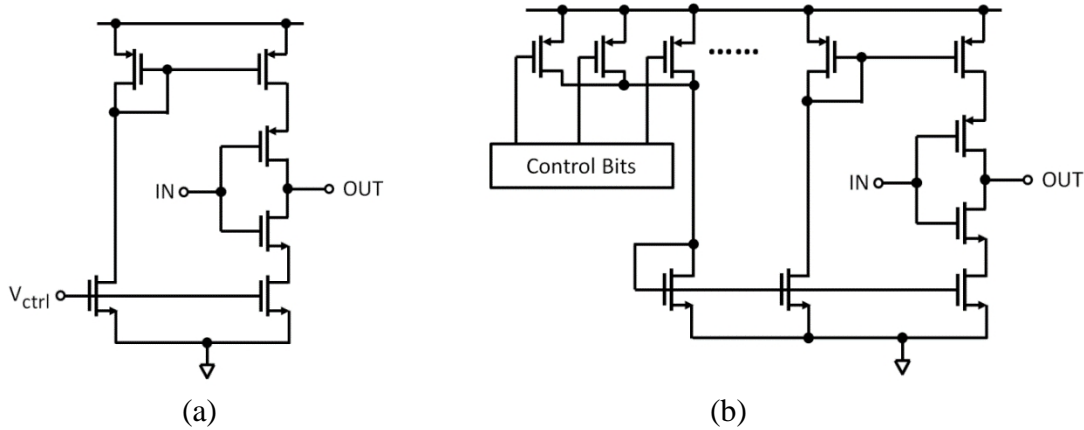 IN
OUT
V_ctrl
(a)
Control Bits
IN
OUT
(b)